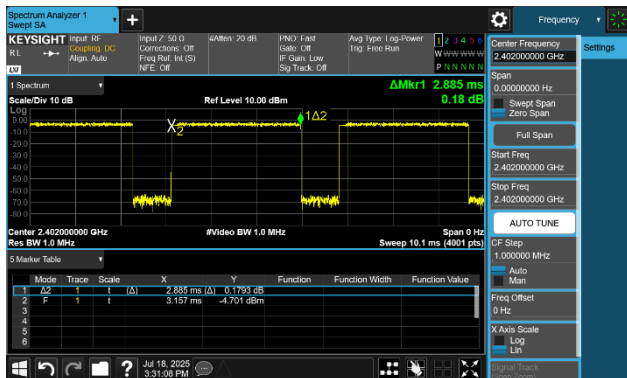 Spectrum Analyzer 1
Swept SA
Frequency
KEYSIGHT
RL
Input: RF
Coupling: DC
Align: Auto
Input Z: 50 Ω
Corrections: Off
Freq Ref: Int (S)
NFE: Off
#Atten: 20 dB
PNO: Fast
Gate: Off
IF Gain: Low
Sig Track: Off
Avg Type: Log-Power
Trig: Free Run
1 2 3 4 5 6
W W W W W W
P N N N N N
1 Spectrum
ΔMkr1 2.885 ms
Scale/Div 10 dB
Ref Level 10.00 dBm
0.18 dB
Log
0.00
-10.0
-20.0
-30.0
-40.0
-50.0
-60.0
-70.0
-80.0
X2
1Δ2
Center 2.402000000 GHz
#Video BW 1.0 MHz
Span 0 Hz
Res BW 1.0 MHz
Sweep 10.1 ms (4001 pts)
5 Marker Table
Mode Trace Scale X Y Function Function Width Function Value
1 Δ2 1 t (Δ) 2.885 ms (Δ) 0.1793 dB
2 F 1 t 3.157 ms -4.701 dBm
3
4
5
6
Jul 18, 2025
3:31:08 PM
Center Frequency
2.402000000 GHz
Settings
Span
0.00000000 Hz
Swept Span
Zero Span
Full Span
Start Freq
2.402000000 GHz
Stop Freq
2.402000000 GHz
AUTO TUNE
CF Step
1.000000 MHz
Auto
Man
Freq Offset
0 Hz
X Axis Scale
Log
Lin
Signal Track
(Span Zoom)